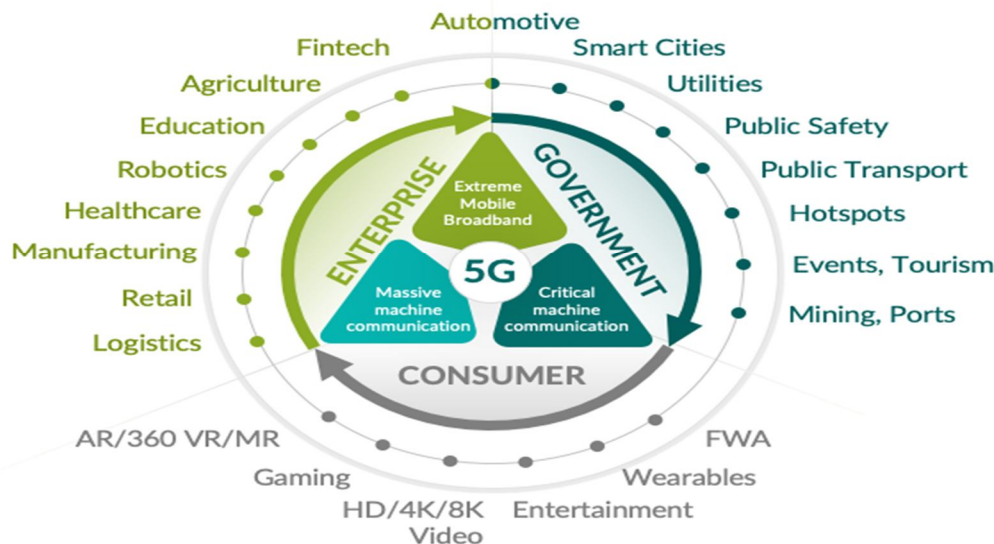 Automotive
Fintech
Smart Cities
Agriculture
Utilities
Education
Public Safety
Robotics
Public Transport
Healthcare
Hotspots
Manufacturing
Events, Tourism
Retail
Mining, Ports
Logistics
ENTERPRISE
GOVERNMENT
Extreme
Mobile
Broadband
5G
Massive
machine
communication
Critical
machine
communication
CONSUMER
AR/360 VR/MR
FWA
Gaming
Wearables
HD/4K/8K
Video
Entertainment